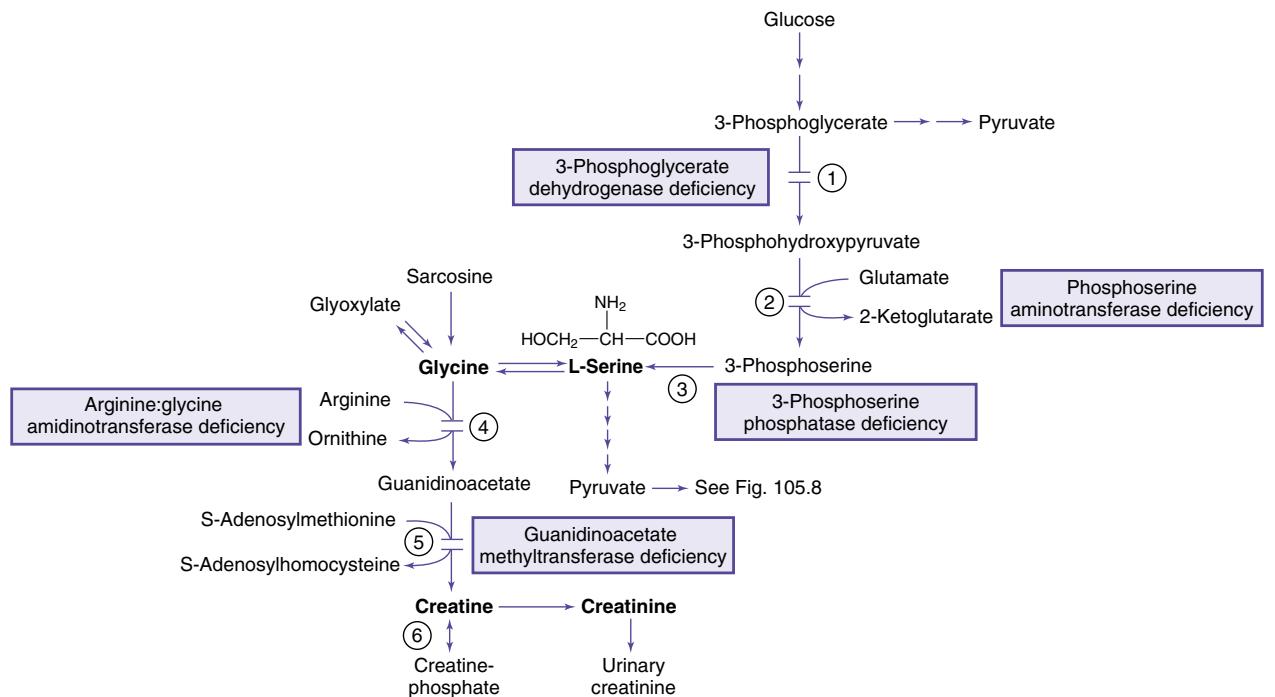 Glucose
3-Phosphoglycerate
Pyruvate
3-Phosphoglycerate
dehydrogenase deficiency
1
3-Phosphohydroxypyruvate
Sarcosine
Glyoxylate
Glutamate
2
2-Ketoglutarate
Phosphoserine
aminotransferase deficiency
NH2
HOCH2—CH—COOH
Glycine
L-Serine
3-Phosphoserine
3
3-Phosphoserine
phosphatase deficiency
Arginine:glycine
amidinotransferase deficiency
Arginine
Ornithine
4
Guanidinoacetate
Pyruvate
See Fig. 105.8
S-Adenosylmethionine
5
S-Adenosylhomocysteine
Guanidinoacetate
methyltransferase deficiency
Creatine
Creatinine
6
Creatine-
phosphate
Urinary
creatinine